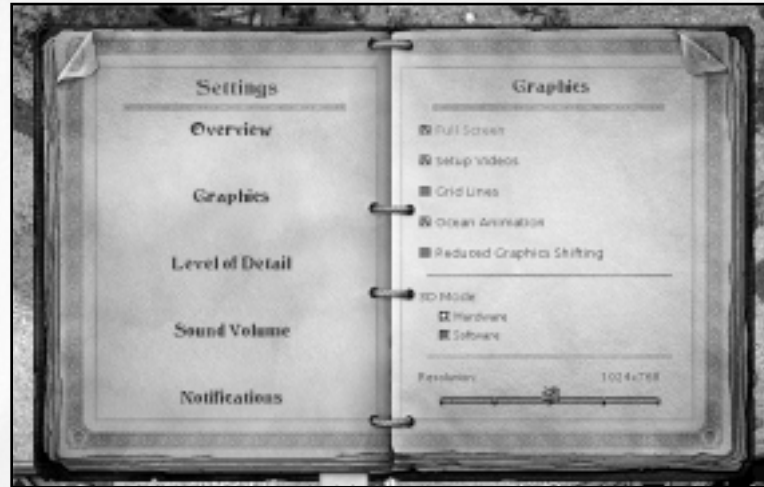 Settings
Overview
Graphics
Level of Detail
Sound Volume
Notifications
Graphics
Full Screen
Setup Videos
Grid Lines
Ocean Animation
Reduced Graphics Shifting
3D Mode
Hardware
Software
Resolution: 1024x768